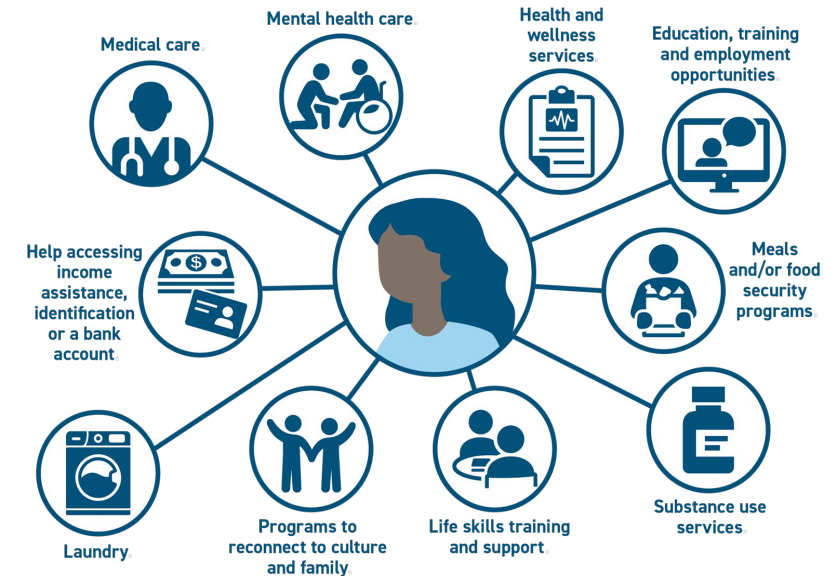 Medical care.
Mental health care.
Health and
wellness
services.
Education, training
and employment
opportunities.
Help accessing
income
assistance,
identification
or a bank
account.
$
Meals
and/or food
security
programs.
Laundry.
Programs to
reconnect to culture
and family.
Life skills training
and support.
Substance use
services.